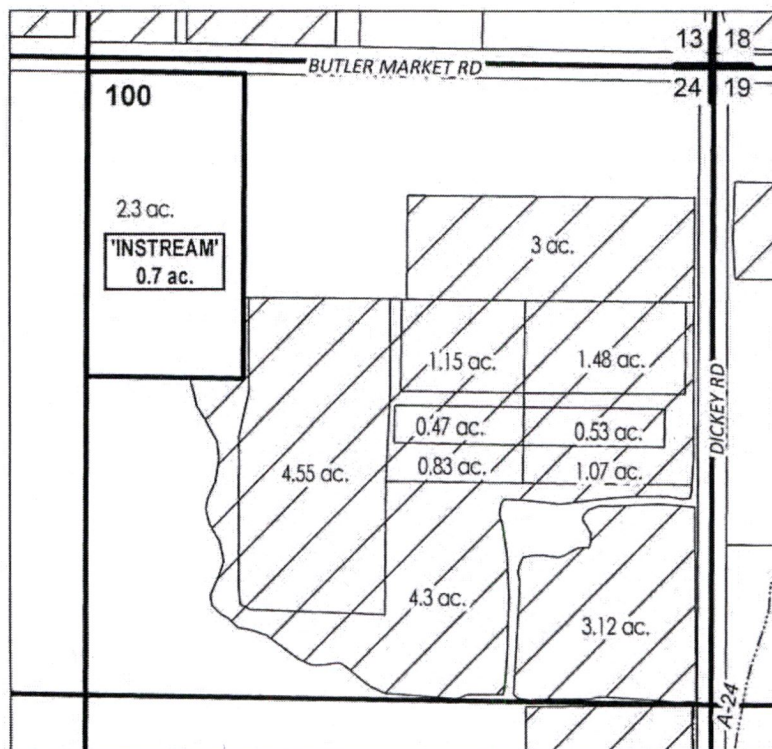 13 18
BUTLER MARKET RD
24 19
100
2.3 ac.
'INSTREAM'
0.7 ac.
3 ac.
1.15 ac.
1.48 ac.
DICKEY RD
0.47 ac.
0.53 ac.
4.55 ac.
0.83 ac.
1.07 ac.
4.3 ac.
3.12 ac.
A-24